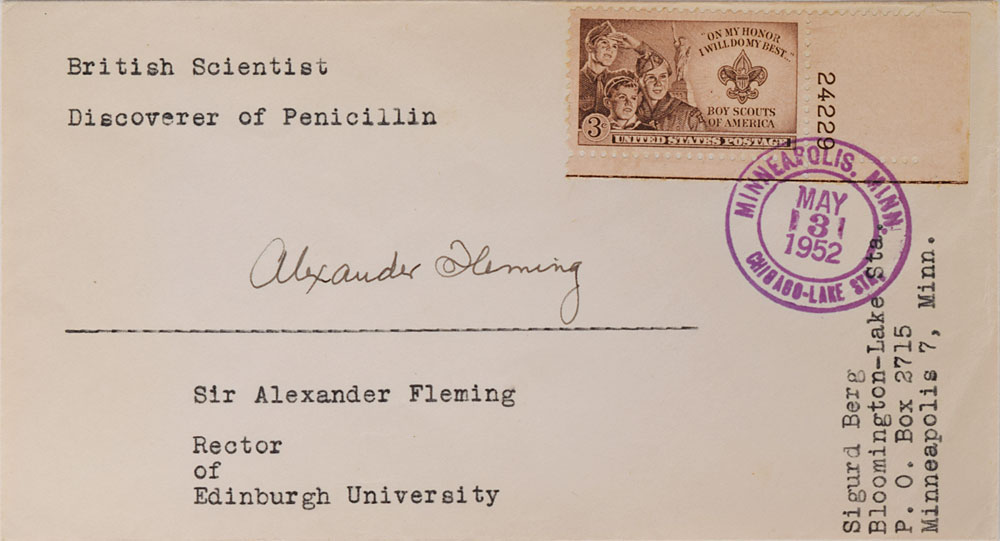 British Scientist
Discoverer of Penicillin
"ON MY HONOR
I WILL DO MY BEST..."
BOY SCOUTS
OF AMERICA
3¢
UNITED STATES POSTAGE
24229
MINNEAPOLIS, MINN.
MAY
131
1952
CHICAGO-LAKE STA.
Alexander Fleming
Sir Alexander Fleming
Rector
of
Edinburgh University
Sigurd Berg
Bloomington-Lake Sta.
P. O. Box 2715
Minneapolis 7, Minn.